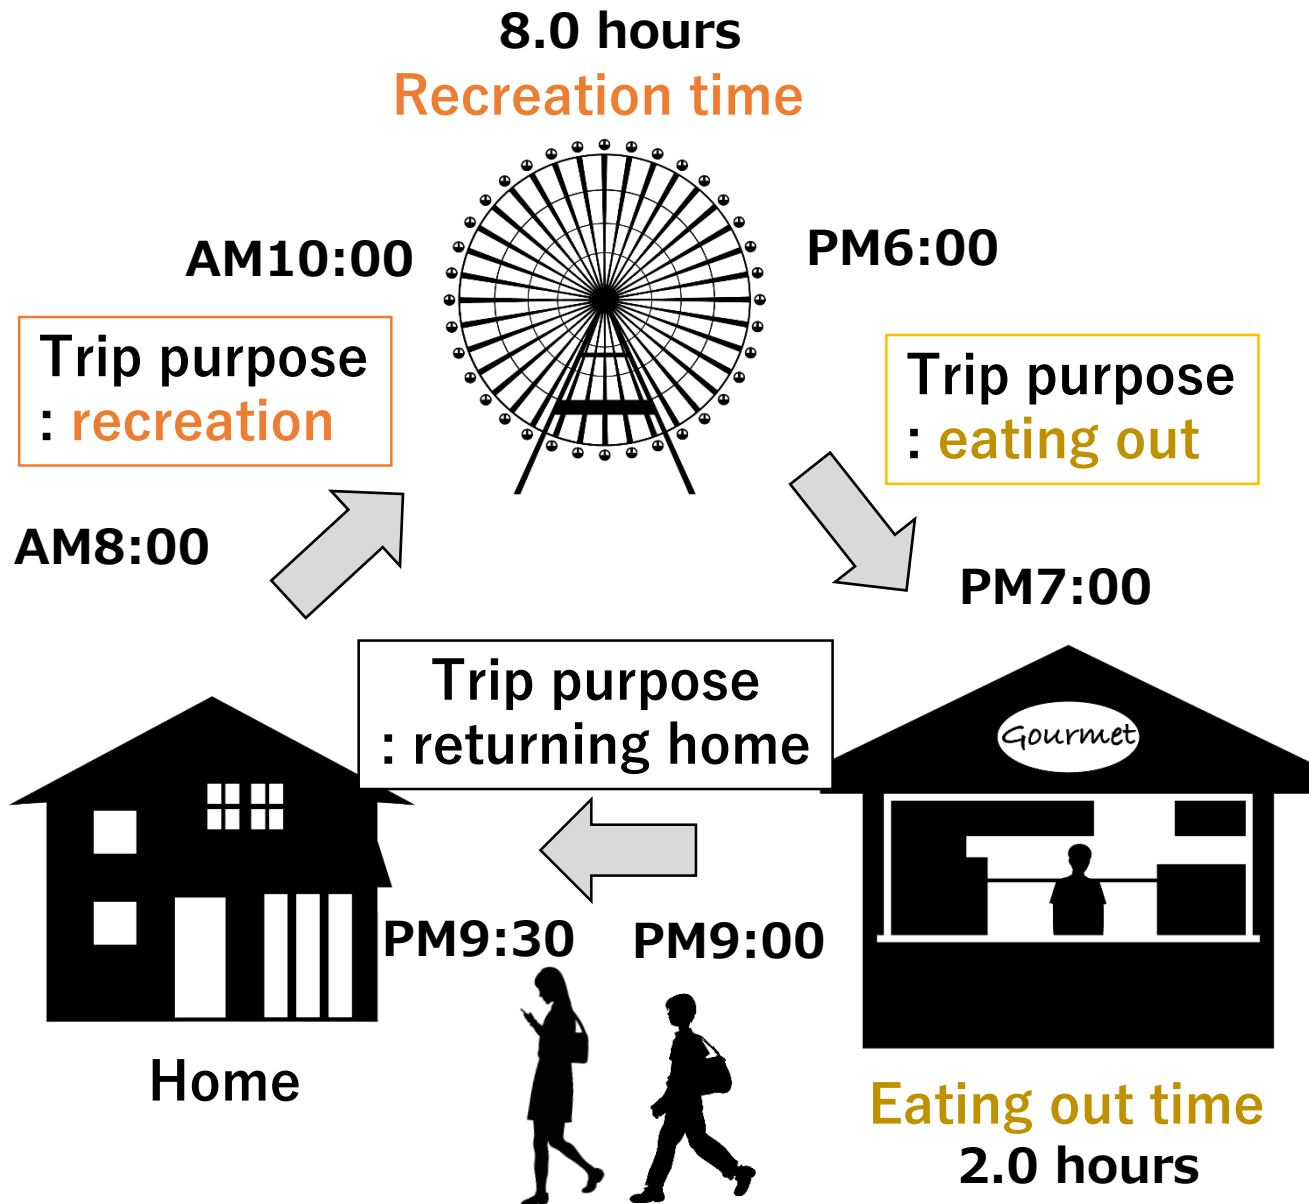 8.0 hours
Recreation time
AM10:00
PM6:00
Trip purpose
: recreation
Trip purpose
: eating out
AM8:00
PM7:00
Trip purpose
: returning home
Gourmet
PM9:30
PM9:00
Home
Eating out time
2.0 hours